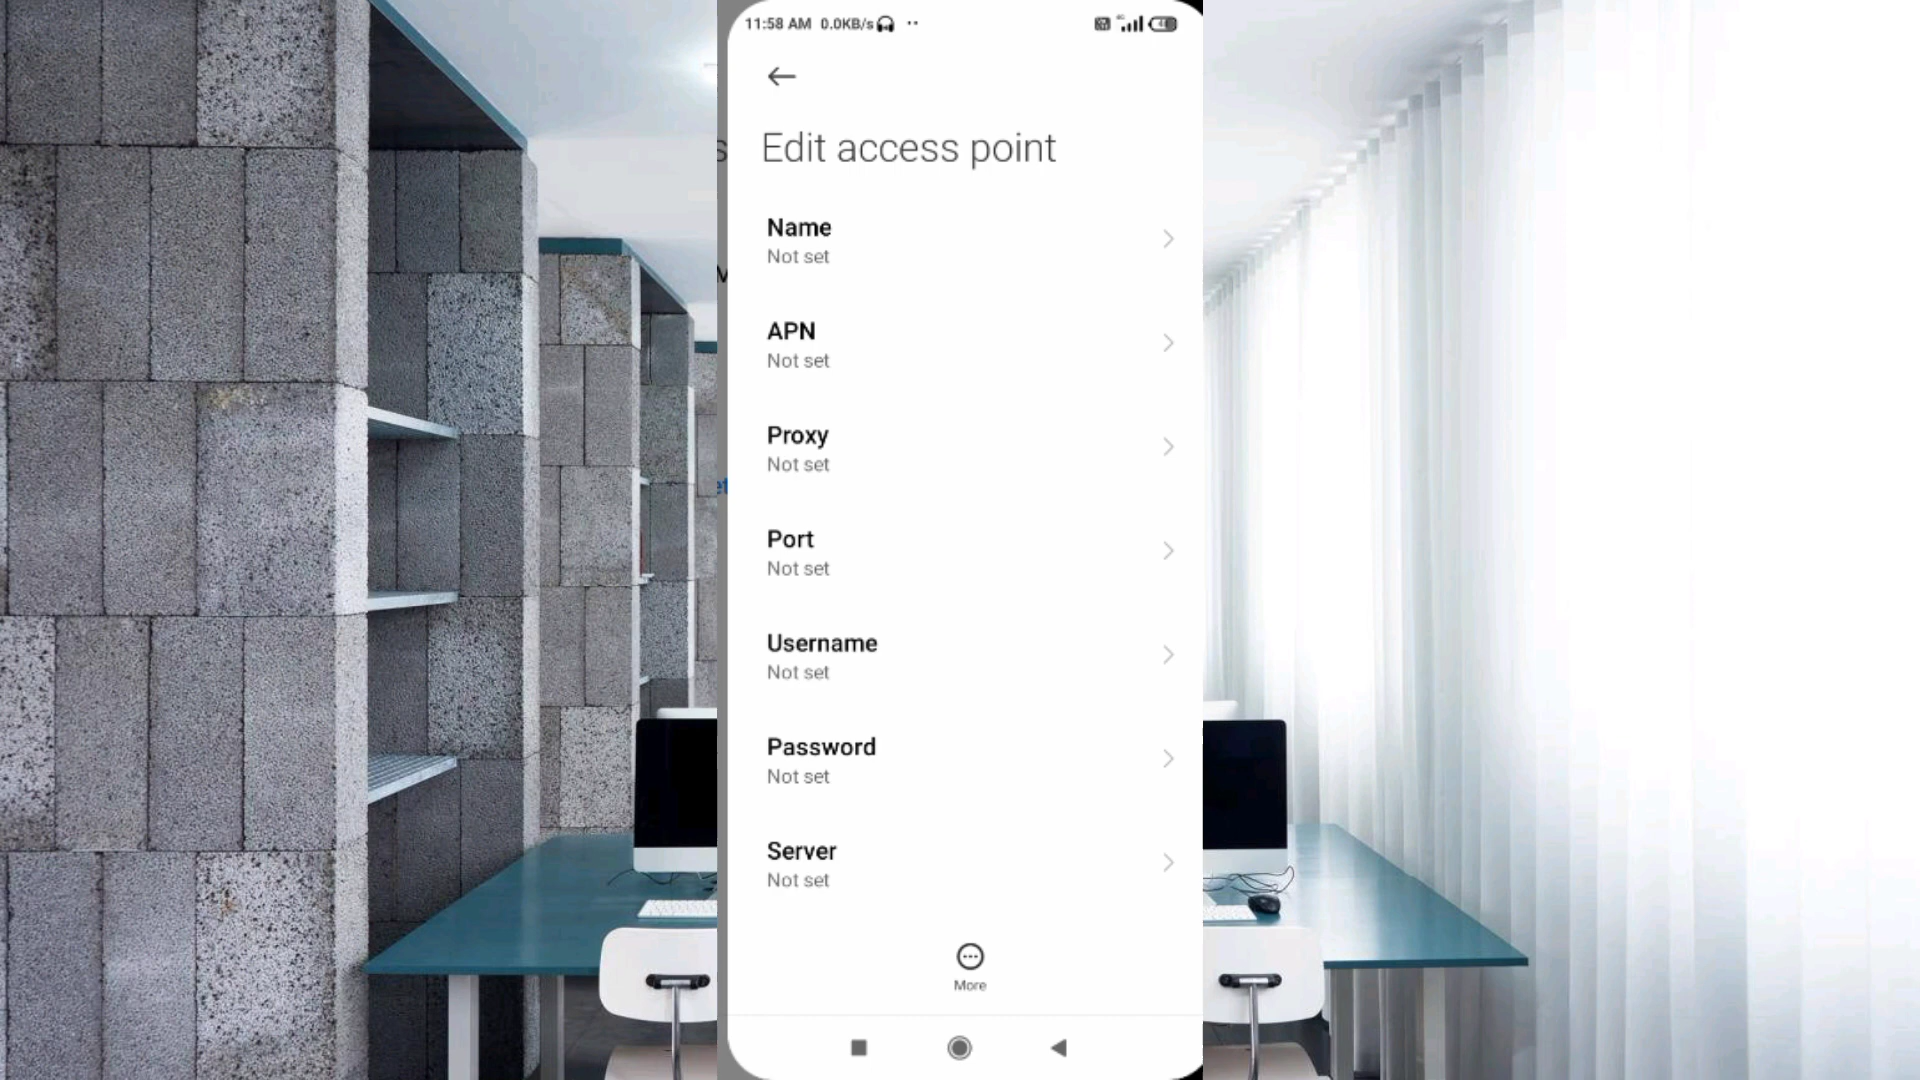 11:58 AM 0.0KB/s
Edit access point
Name
Not set
APN
Not set
Proxy
Not set
Port
Not set
Username
Not set
Password
Not set
Server
Not set
More